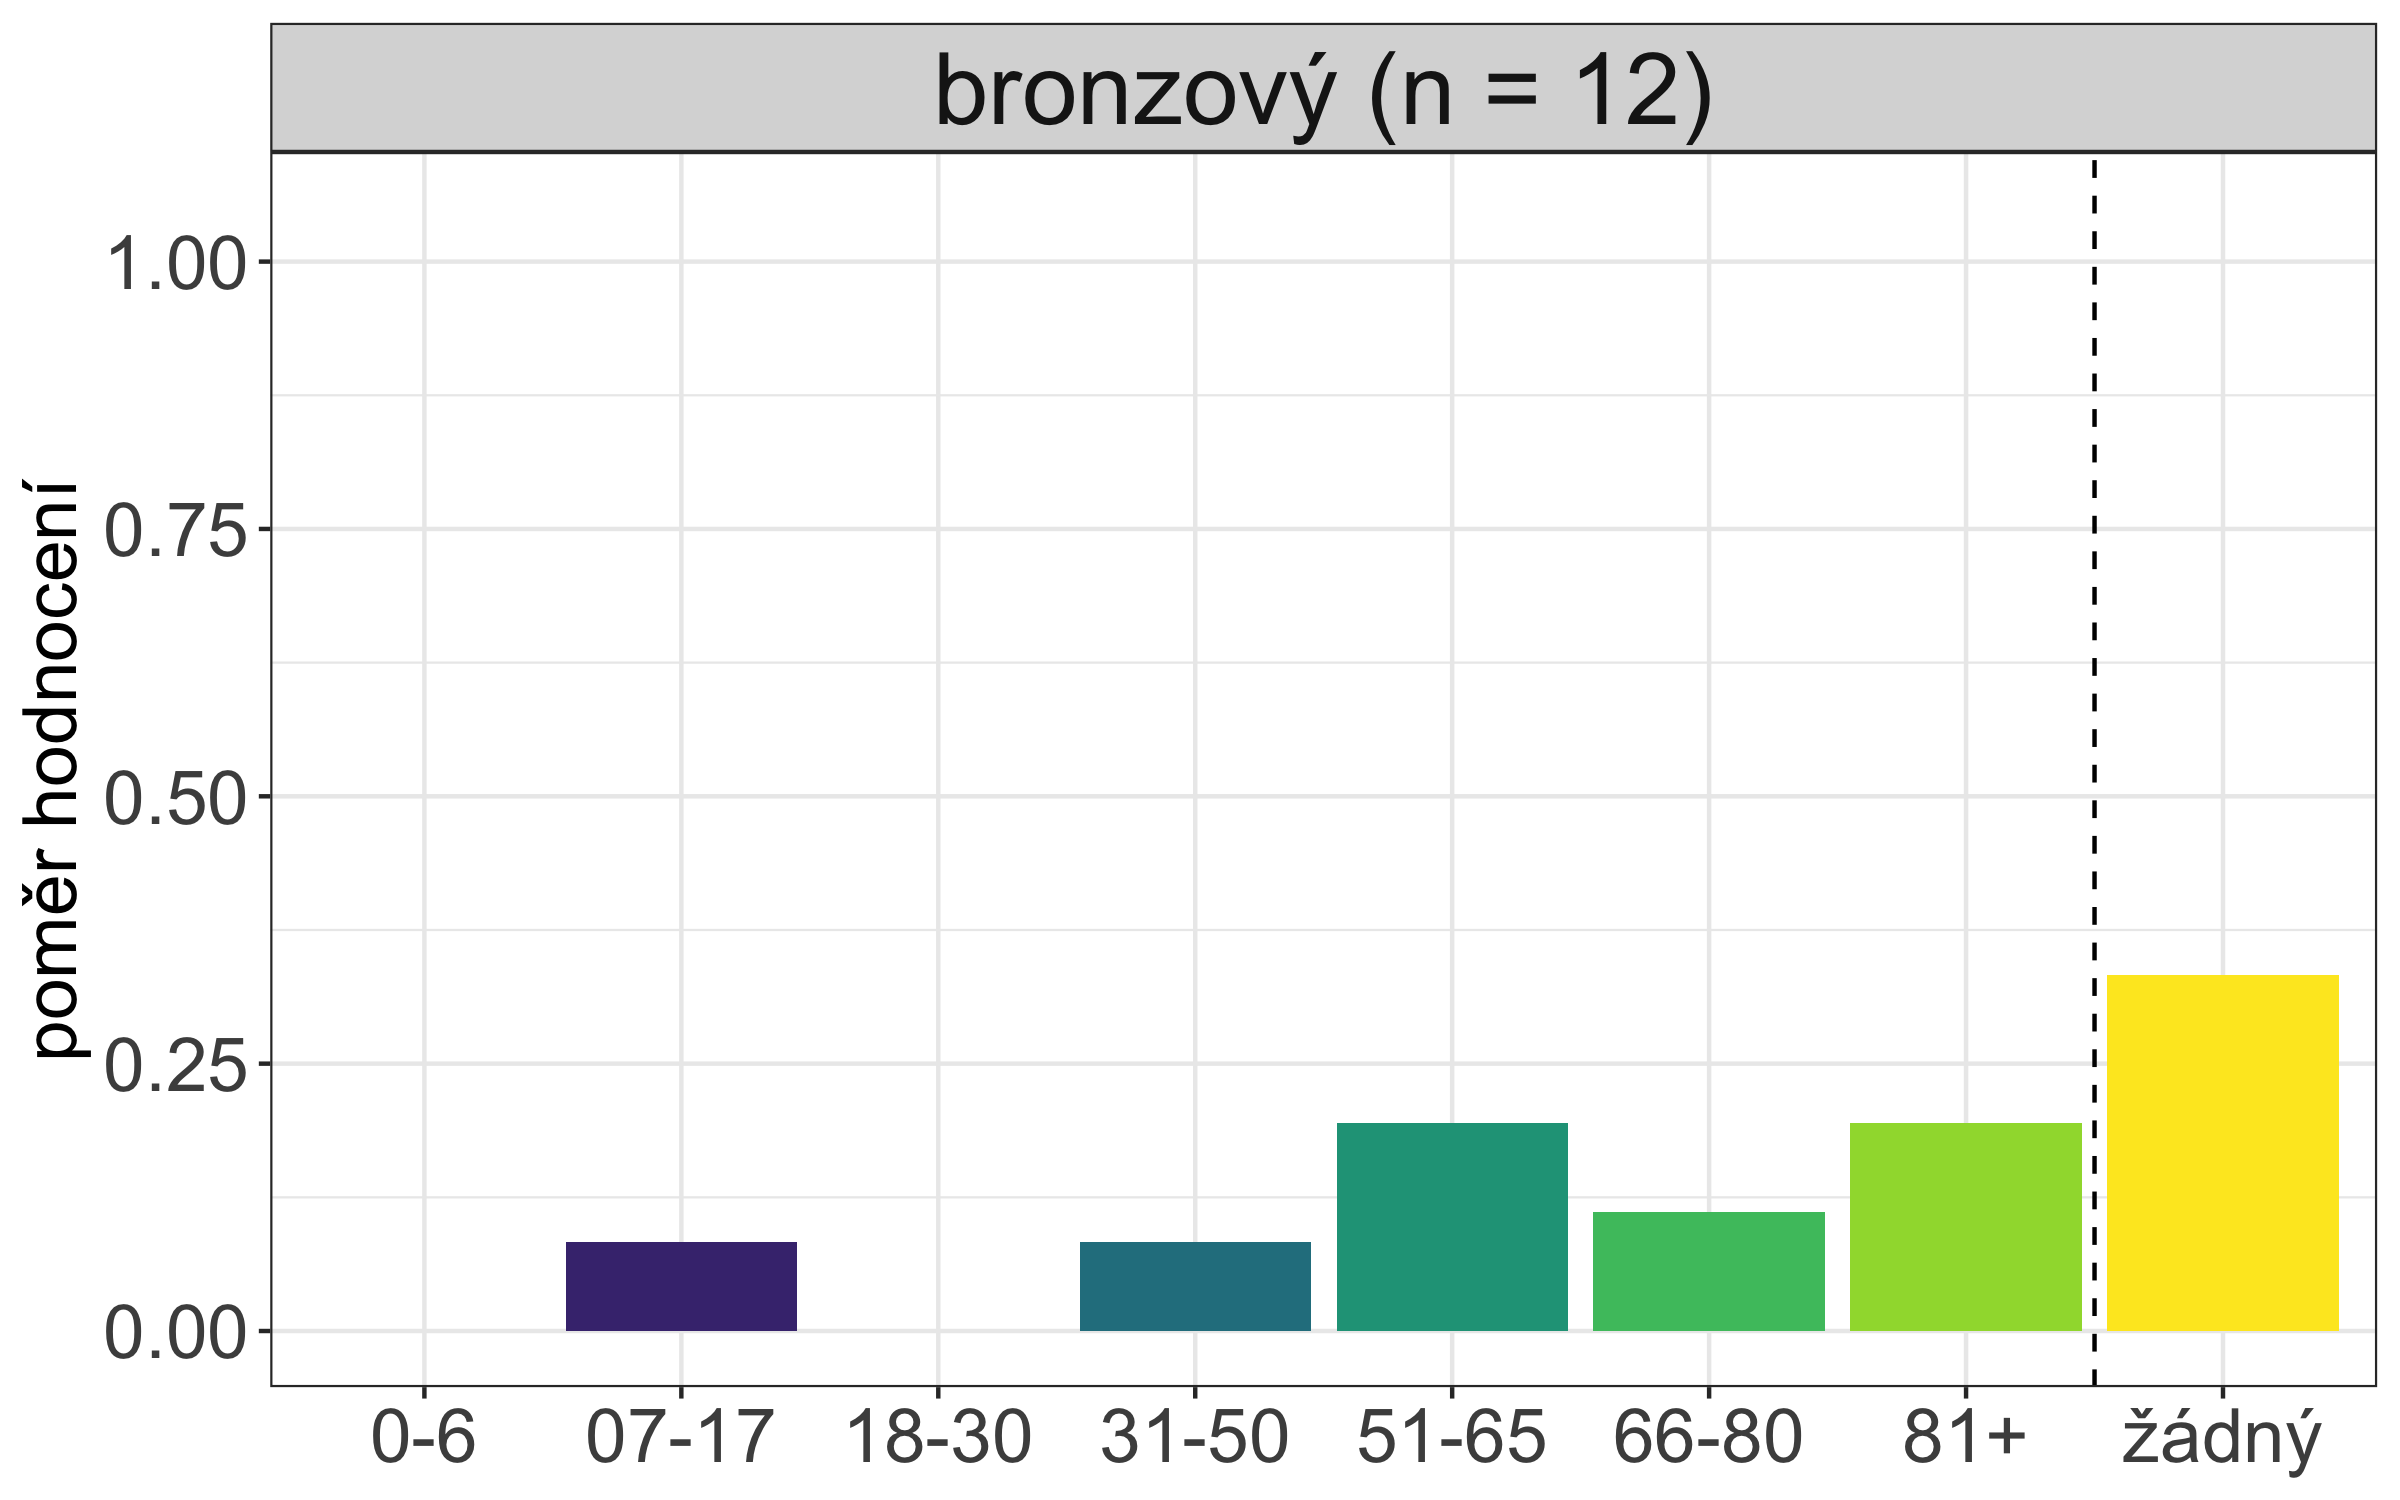 bronzový (n = 12)
poměr hodnocení
1.00
0.75
0.50
0.25
0.00
0-6 07-17 18-30 31-50 51-65 66-80 81+ žádný